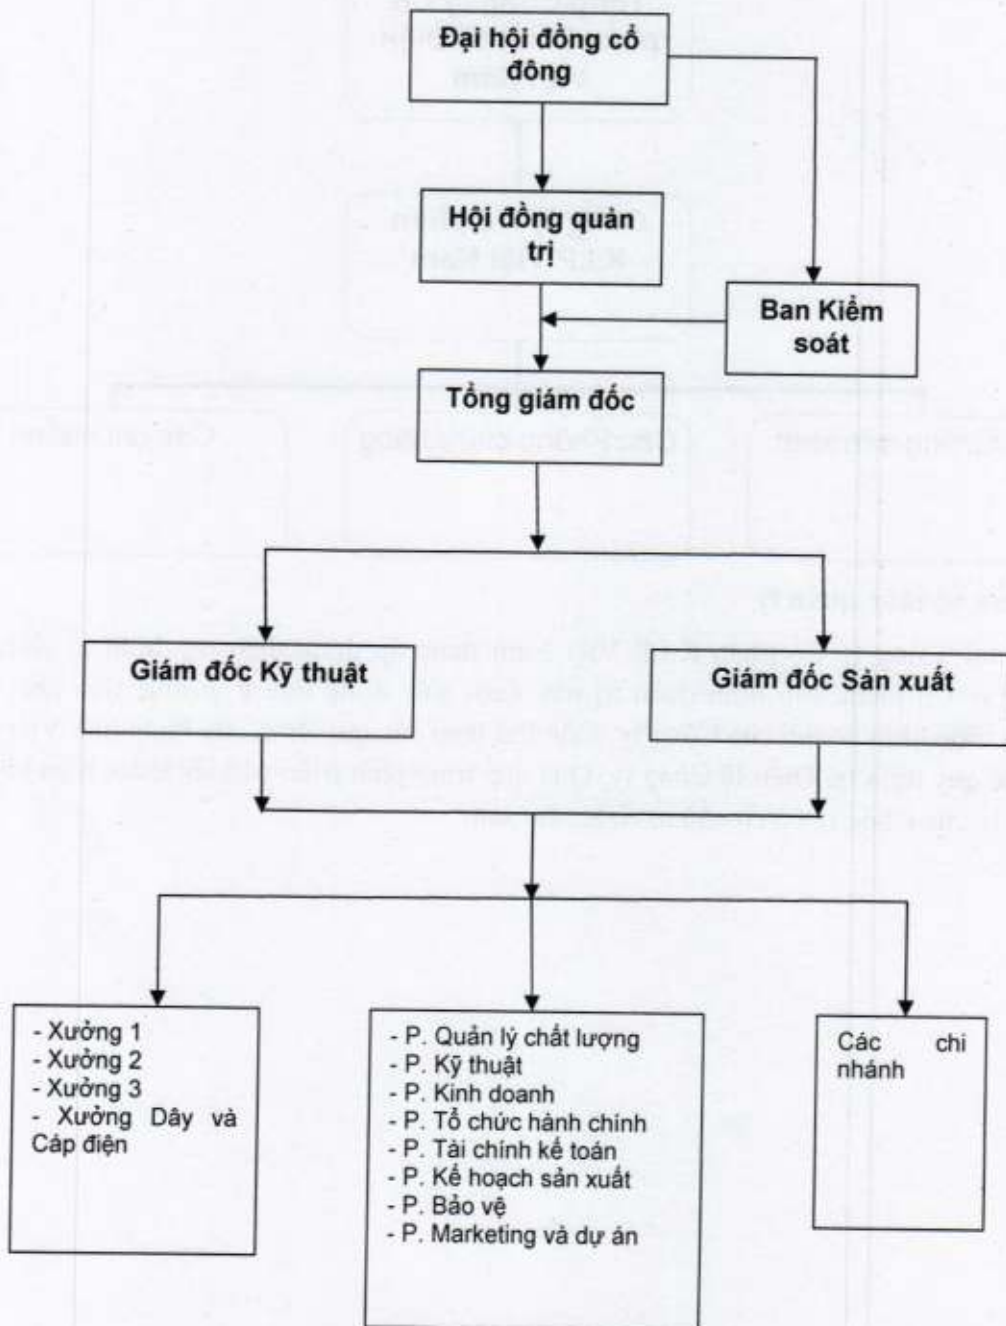 Đại hội đồng cổ
đông
Hội đồng quản
trị
Ban Kiểm
soát
Tổng giám đốc
Giám đốc Kỹ thuật
Giám đốc Sản xuất
- Xưởng 1
- Xưởng 2
- Xưởng 3
- Xưởng Dây và
Cáp điện
- P. Quản lý chất lượng
- P. Kỹ thuật
- P. Kinh doanh
- P. Tổ chức hành chính
- P. Tài chính kế toán
- P. Kế hoạch sản xuất
- P. Bảo vệ
- P. Marketing và dự án
Các chi
nhánh